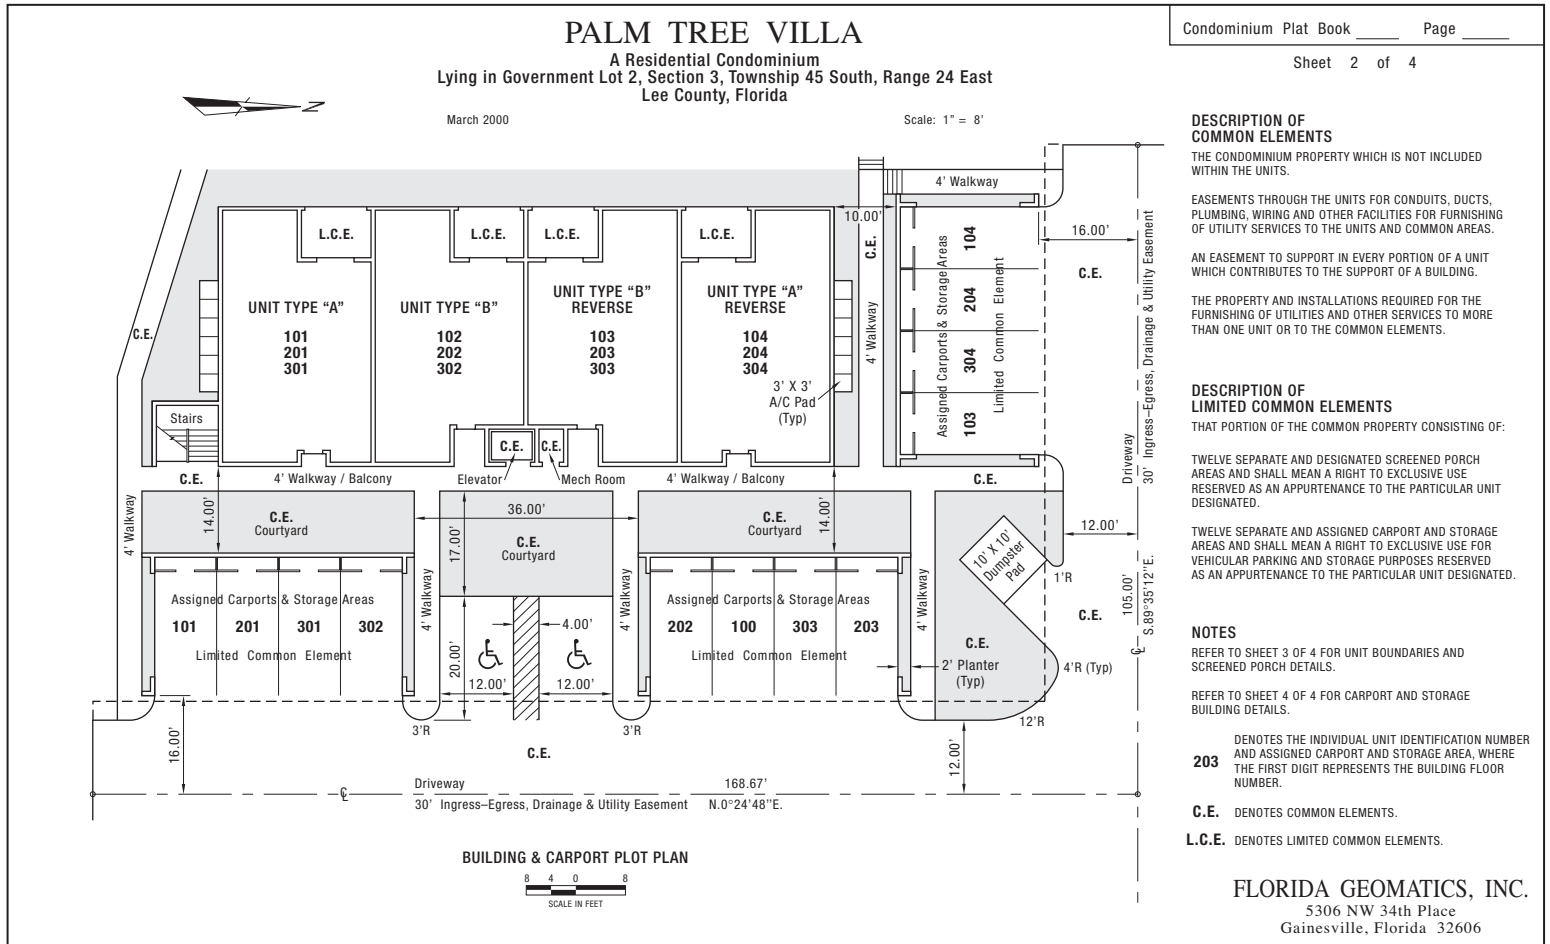 PALM TREE VILLA
A Residential Condominium
Lying in Government Lot 2, Section 3, Township 45 South, Range 24 East
Lee County, Florida
March 2000
Scale: 1" = 8'
Condominium Plat Book _____ Page _____
Sheet 2 of 4
N
4' Walkway
10.00'
16.00'
L.C.E.
L.C.E.
L.C.E.
L.C.E.
C.E.
C.E.
C.E.
UNIT TYPE “A”
101
201
301
UNIT TYPE “B”
102
202
302
UNIT TYPE “B”
REVERSE
103
203
303
UNIT TYPE “A”
REVERSE
104
204
304
3' X 3'
A/C Pad
(Typ)
4' Walkway
Assigned Carports & Storage Areas
104
204
304
103
Limited Common Element
Driveway
30' Ingress–Egress, Drainage & Utility Easement
Stairs
C.E.
C.E.
C.E.
4' Walkway / Balcony
Elevator
Mech Room
4' Walkway / Balcony
C.E.
4' Walkway
14.00'
C.E.
Courtyard
36.00'
17.00'
C.E.
Courtyard
C.E.
Courtyard
14.00'
10' X 10'
Dumpster
Pad
12.00'
1'R
105.00'
S.89°35'12"E.
C.E.
Assigned Carports & Storage Areas
101 201 301 302
Limited Common Element
4' Walkway
20.00'
4.00'
12.00'
12.00'
4' Walkway
Assigned Carports & Storage Areas
202 100 303 203
Limited Common Element
4' Walkway
C.E.
2' Planter
(Typ)
4'R (Typ)
12'R
3'R
3'R
16.00'
C.E.
12.00'
Driveway
168.67'
30' Ingress–Egress, Drainage & Utility Easement
N.0°24'48"E.
BUILDING & CARPORT PLOT PLAN
8 4 0 8
SCALE IN FEET
DESCRIPTION OF
COMMON ELEMENTS
THE CONDOMINIUM PROPERTY WHICH IS NOT INCLUDED
WITHIN THE UNITS.
EASEMENTS THROUGH THE UNITS FOR CONDUITS, DUCTS,
PLUMBING, WIRING AND OTHER FACILITIES FOR FURNISHING
OF UTILITY SERVICES TO THE UNITS AND COMMON AREAS.
AN EASEMENT TO SUPPORT IN EVERY PORTION OF A UNIT
WHICH CONTRIBUTES TO THE SUPPORT OF A BUILDING.
THE PROPERTY AND INSTALLATIONS REQUIRED FOR THE
FURNISHING OF UTILITIES AND OTHER SERVICES TO MORE
THAN ONE UNIT OR TO THE COMMON ELEMENTS.
DESCRIPTION OF
LIMITED COMMON ELEMENTS
THAT PORTION OF THE COMMON PROPERTY CONSISTING OF:
TWELVE SEPARATE AND DESIGNATED SCREENED PORCH
AREAS AND SHALL MEAN A RIGHT TO EXCLUSIVE USE
RESERVED AS AN APPURTENANCE TO THE PARTICULAR UNIT
DESIGNATED.
TWELVE SEPARATE AND ASSIGNED CARPORT AND STORAGE
AREAS AND SHALL MEAN A RIGHT TO EXCLUSIVE USE FOR
VEHICULAR PARKING AND STORAGE PURPOSES RESERVED
AS AN APPURTENANCE TO THE PARTICULAR UNIT DESIGNATED.
NOTES
REFER TO SHEET 3 OF 4 FOR UNIT BOUNDARIES AND
SCREENED PORCH DETAILS.
REFER TO SHEET 4 OF 4 FOR CARPORT AND STORAGE
BUILDING DETAILS.
203 DENOTES THE INDIVIDUAL UNIT IDENTIFICATION NUMBER
AND ASSIGNED CARPORT AND STORAGE AREA, WHERE
THE FIRST DIGIT REPRESENTS THE BUILDING FLOOR
NUMBER.
C.E. DENOTES COMMON ELEMENTS.
L.C.E. DENOTES LIMITED COMMON ELEMENTS.
FLORIDA GEOMATICS, INC.
5306 NW 34th Place
Gainesville, Florida 32606